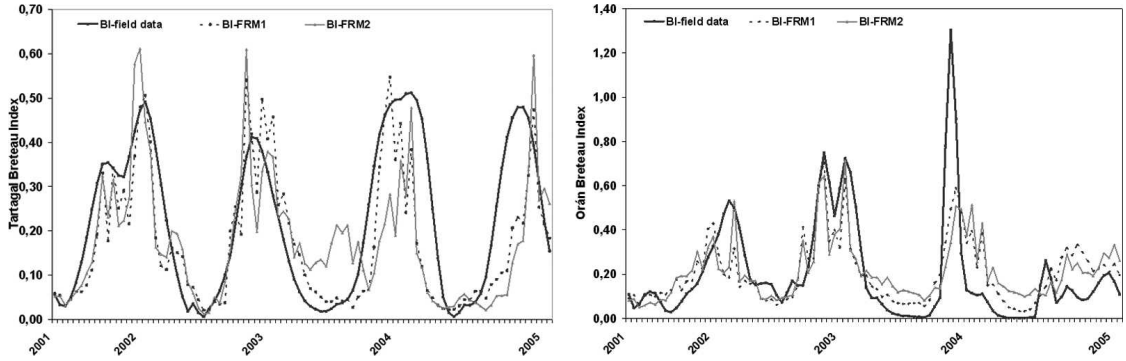 0,70
0,60
0,50
0,40
0,30
0,20
0,10
0,00
Tartagal Breteau Index
BI-field data BI-FRM1 BI-FRM2
2001 2002 2003 2004 2005
1,40
1,20
1,00
0,80
0,60
0,40
0,20
0,00
Orán Breteau Index
BI-field data BI-FRM1 BI-FRM2
2001 2002 2003 2004 2005